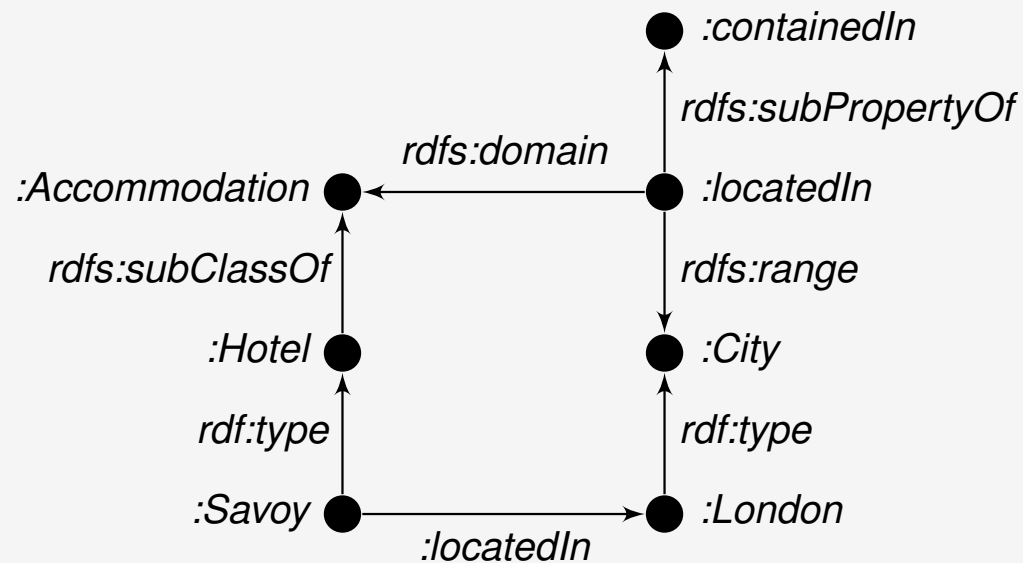 :containedIn
rdfs:subPropertyOf
rdfs:domain
:Accommodation
:locatedIn
rdfs:subClassOf
rdfs:range
:Hotel
:City
rdf:type
rdf:type
:Savoy
:London
:locatedIn